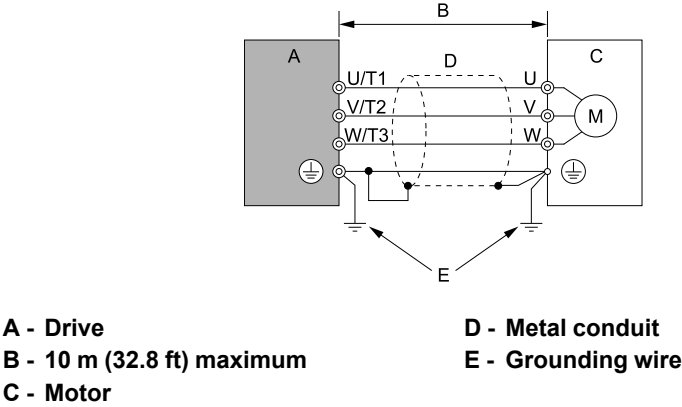 B
A
D
C
U/T1
U
V/T2
V
M
W/T3
W
E
A - Drive
B - 10 m (32.8 ft) maximum
C - Motor
D - Metal conduit
E - Grounding wire